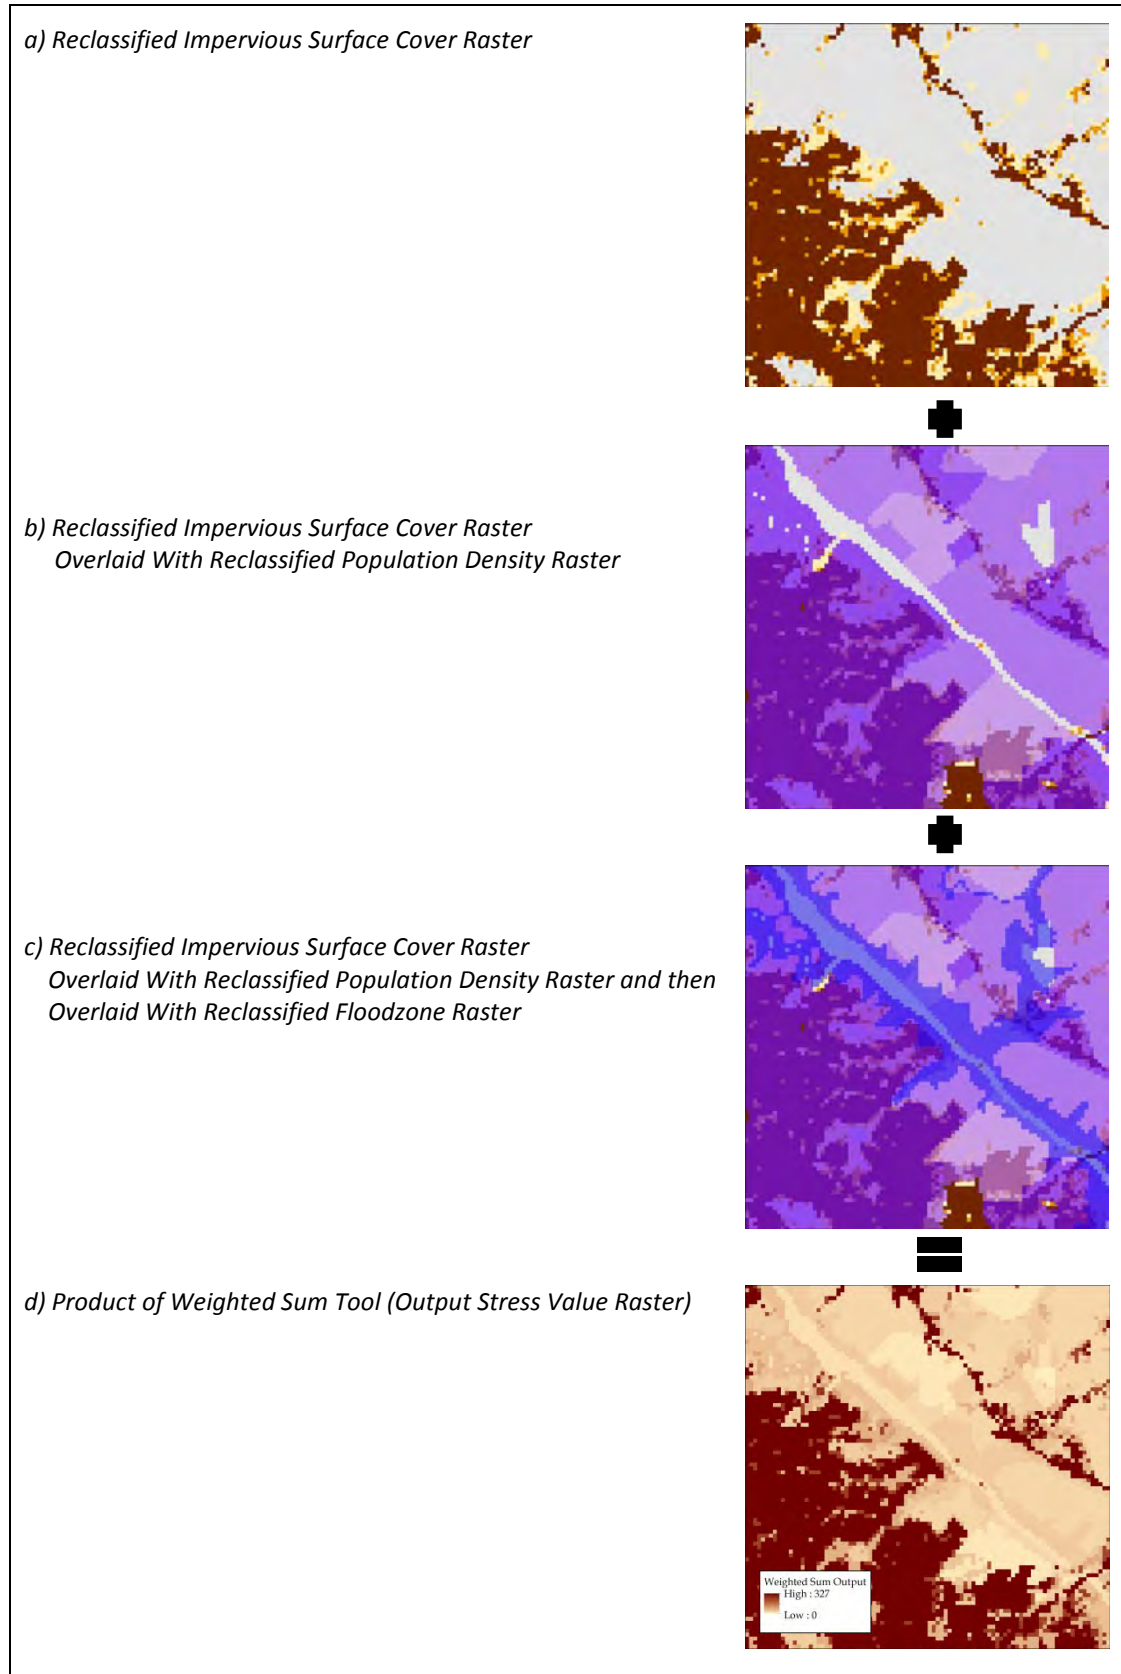 a) Reclassified Impervious Surface Cover Raster
b) Reclassified Impervious Surface Cover Raster
Overlaid With Reclassified Population Density Raster
c) Reclassified Impervious Surface Cover Raster
Overlaid With Reclassified Population Density Raster and then
Overlaid With Reclassified Floodzone Raster
d) Product of Weighted Sum Tool (Output Stress Value Raster)
Weighted Sum Output
High : 327
Low : 0